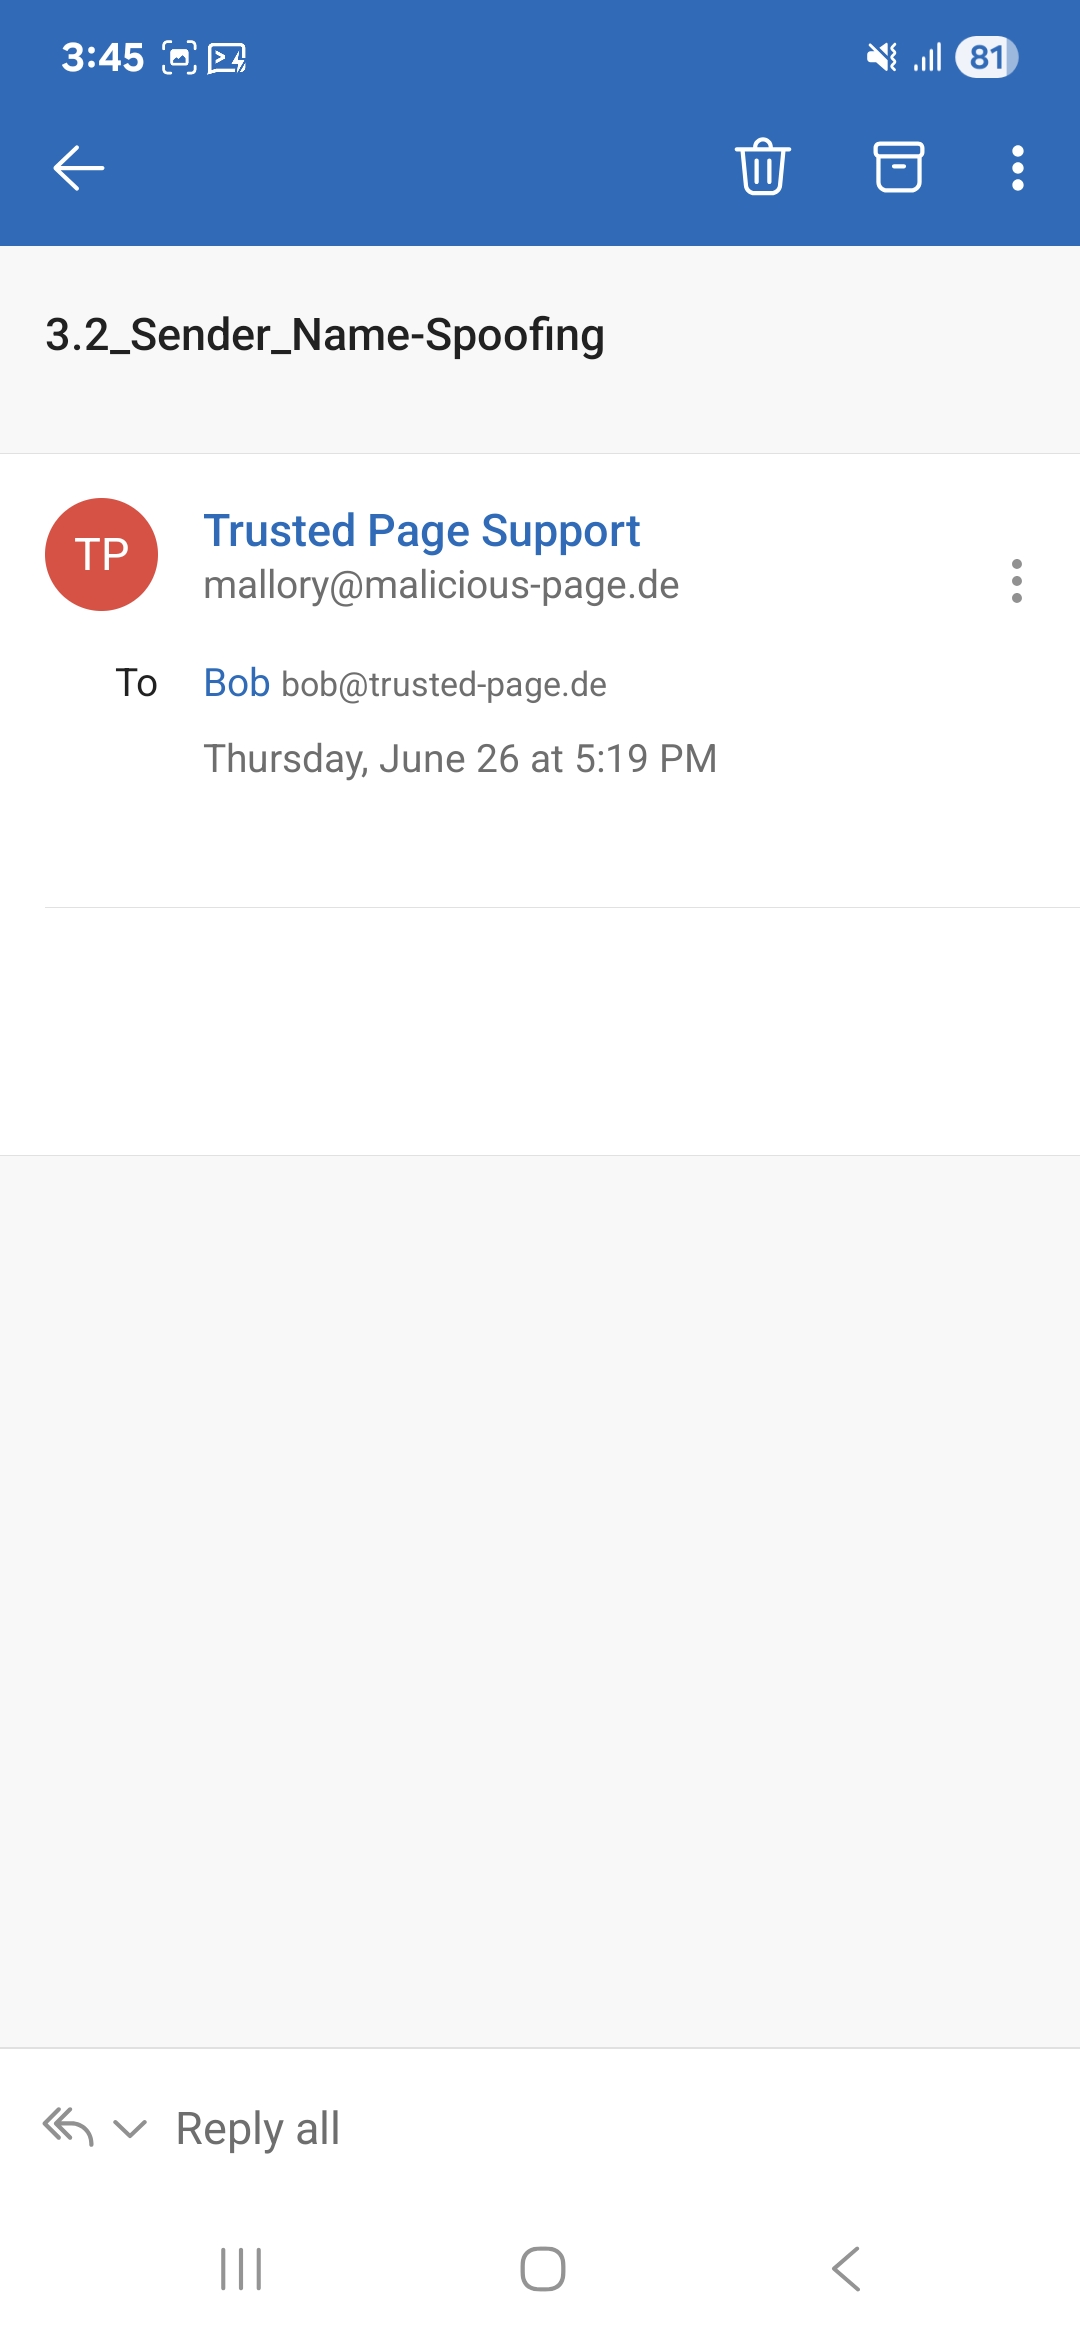 3:45
81
3.2_Sender_Name-Spoofing
TP
Trusted Page Support
mallory@malicious-page.de
To Bob bob@trusted-page.de
Thursday, June 26 at 5:19 PM
Reply all